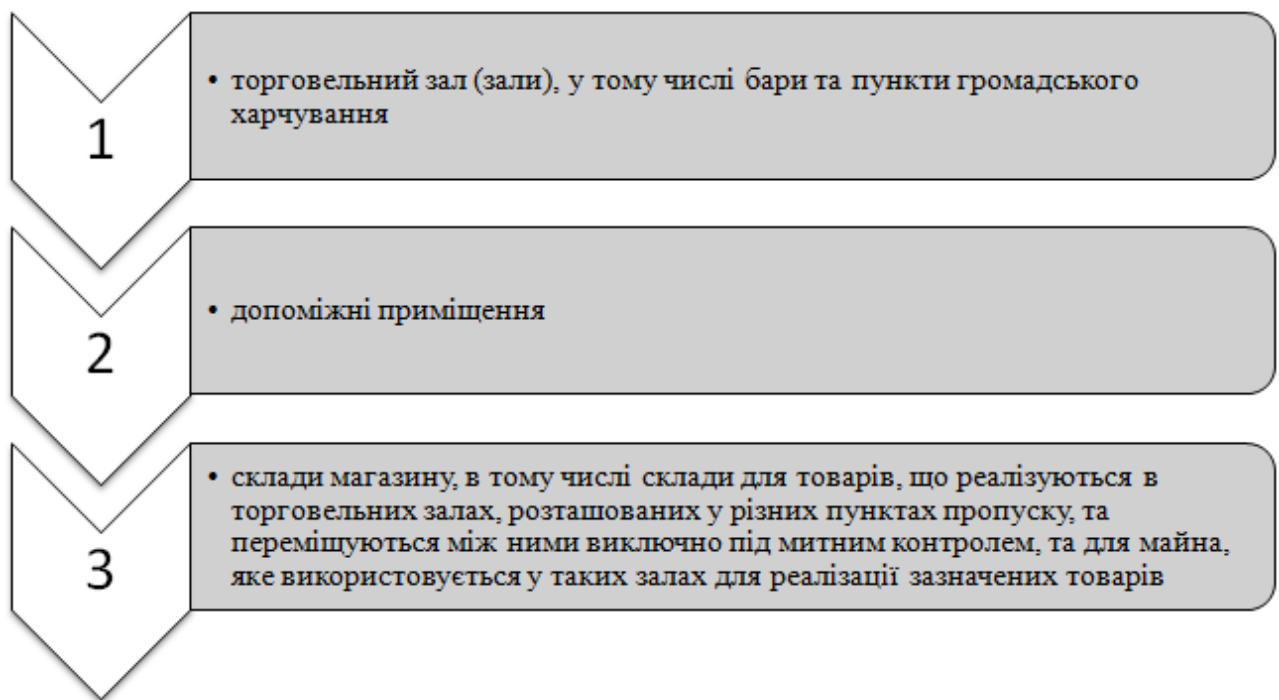 1
• торговельний зал (зали), у тому числі бари та пункти громадського
харчування
2
• допоміжні приміщення
3
• склади магазину, в тому числі склади для товарів, що реалізуються в
торговельних залах, розташованих у різних пунктах пропуску, та
переміщуються між ними виключно під митним контролем, та для майна,
яке використовується у таких залах для реалізації зазначених товарів